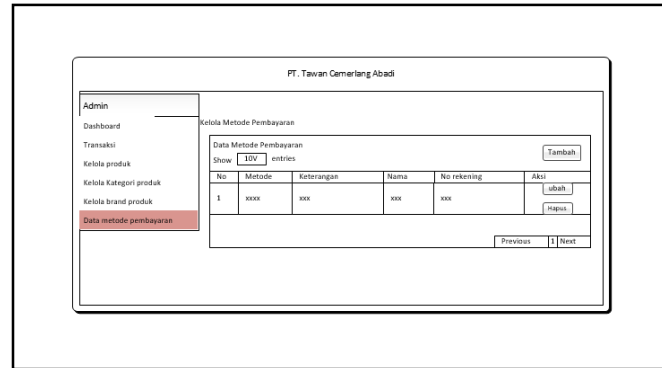 PT. Tawan Gemerlang Abadi
Admin
Dashboard
Transaksi
Kelola produk
Kelola Kategori produk
Kelola brand produk
Data metode pembayaran
Kelola Metode Pembayaran
Data Metode Pembayaran
Show 10V entries
Tambah
No Metode Keterangan Nama No rekening Aksi
1 xxxx xxx xxx xxx ubah
Hapus
Previous 1 Next